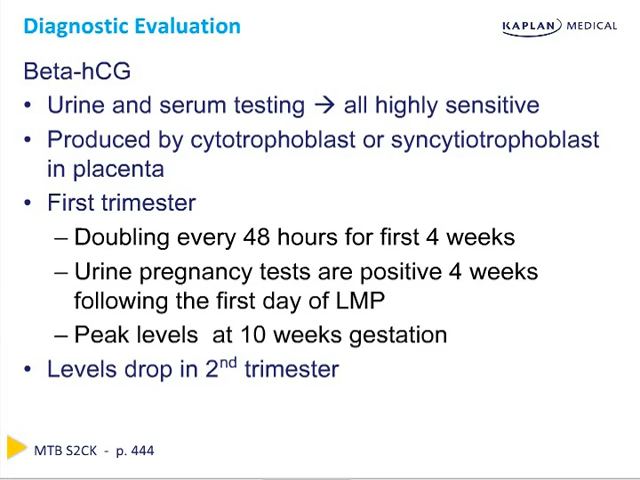 Diagnostic Evaluation
KAPLAN MEDICAL
Beta-hCG
• Urine and serum testing → all highly sensitive
• Produced by cytotrophoblast or syncytiotrophoblast
in placenta
• First trimester
– Doubling every 48 hours for first 4 weeks
– Urine pregnancy tests are positive 4 weeks
following the first day of LMP
– Peak levels at 10 weeks gestation
• Levels drop in 2nd trimester
MTB S2CK - p. 444